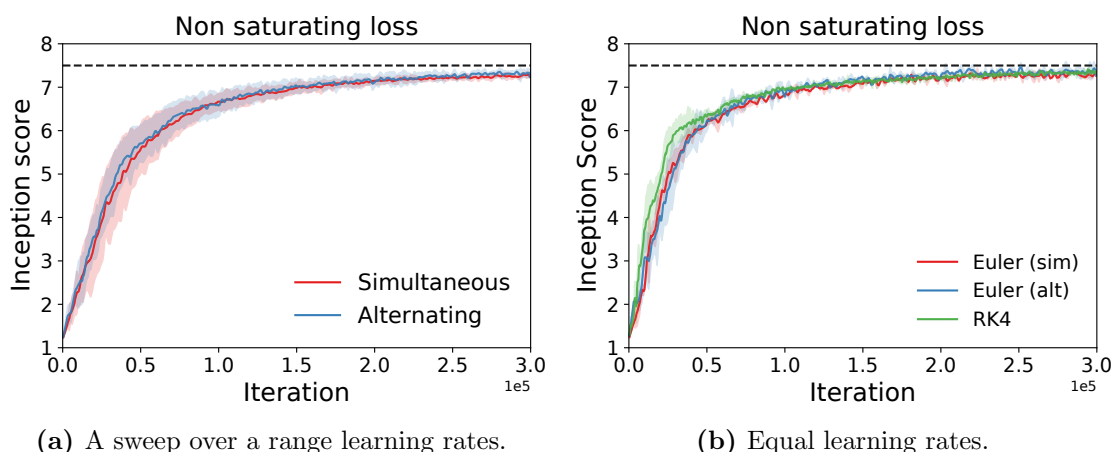 Non saturating loss
8
7
6
5
4
3
2
1
Inception score
Simultaneous
Alternating
0.0 0.5 1.0 1.5 2.0 2.5 3.0
1e5
Iteration
(a) A sweep over a range learning rates.
Non saturating loss
8
7
6
5
4
3
2
1
Inception Score
Euler (sim)
Euler (alt)
RK4
0.0 0.5 1.0 1.5 2.0 2.5 3.0
1e5
Iteration
(b) Equal learning rates.